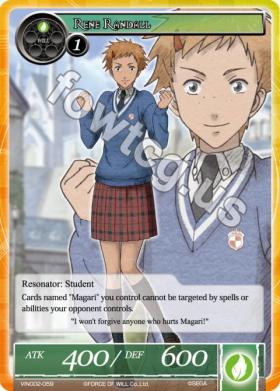 RENE RANDALL
WILL
1
fowtcg.us
Resonator: Student
Cards named "Magari" you control cannot be targeted by spells or
abilities your opponent controls.
"I won't forgive anyone who hurts Magari!"
ATK 400/ DEF 600
VIN002-059 ©FORCE OF WILL Co.,Ltd. ©SEGA